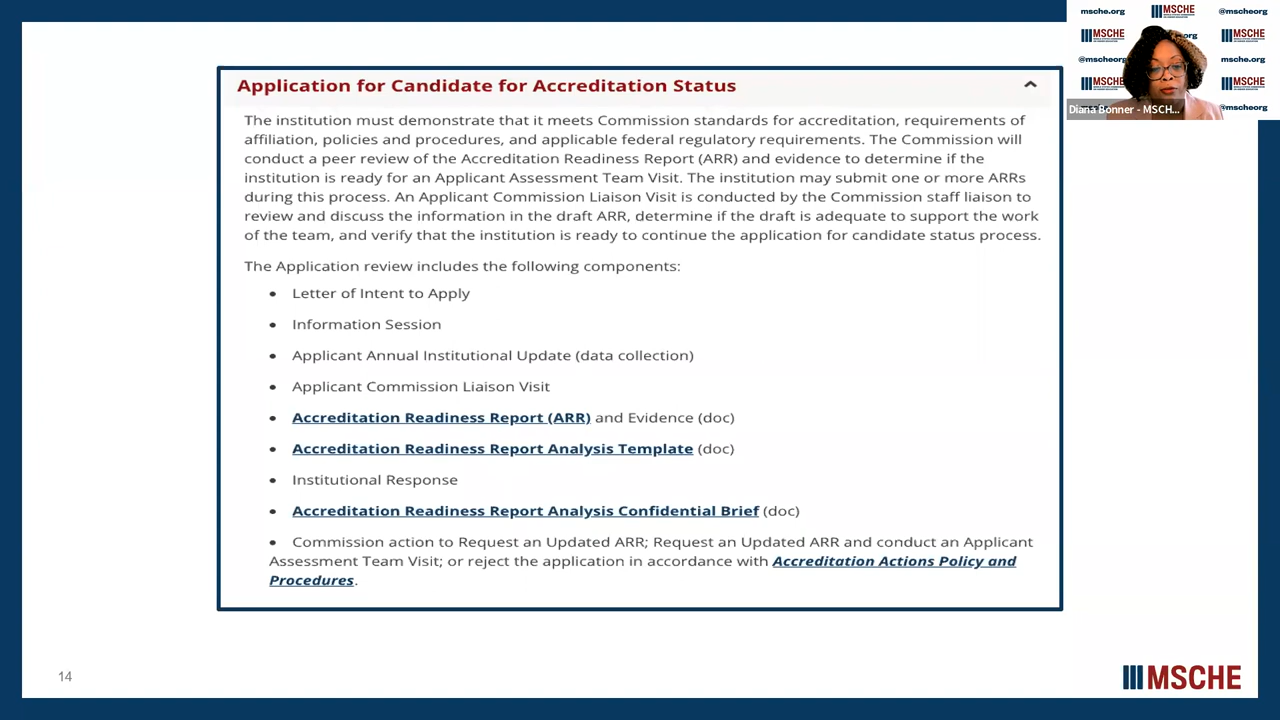 Application for Candidate for Accreditation Status
The institution must demonstrate that it meets Commission standards for accreditation, requirements of
affiliation, policies and procedures, and applicable federal regulatory requirements. The Commission will
conduct a peer review of the Accreditation Readiness Report (ARR) and evidence to determine if the
institution is ready for an Applicant Assessment Team Visit. The institution may submit one or more ARRs
during this process. An Applicant Commission Liaison Visit is conducted by the Commission staff liaison to
review and discuss the information in the draft ARR, determine if the draft is adequate to support the work
of the team, and verify that the institution is ready to continue the application for candidate status process.
The Application review includes the following components:
• Letter of Intent to Apply
• Information Session
• Applicant Annual Institutional Update (data collection)
• Applicant Commission Liaison Visit
• Accreditation Readiness Report (ARR) and Evidence (doc)
• Accreditation Readiness Report Analysis Template (doc)
• Institutional Response
• Accreditation Readiness Report Analysis Confidential Brief (doc)
• Commission action to Request an Updated ARR; Request an Updated ARR and conduct an Applicant
Assessment Team Visit; or reject the application in accordance with Accreditation Actions Policy and
Procedures.
14
MSCHE
msche.org MSCHE @mscheorg
MSCHE org MSCHE
@mscheorg msche.org
MSCHE MSCHE
Diana Bonner - MSCH... @mscheorg